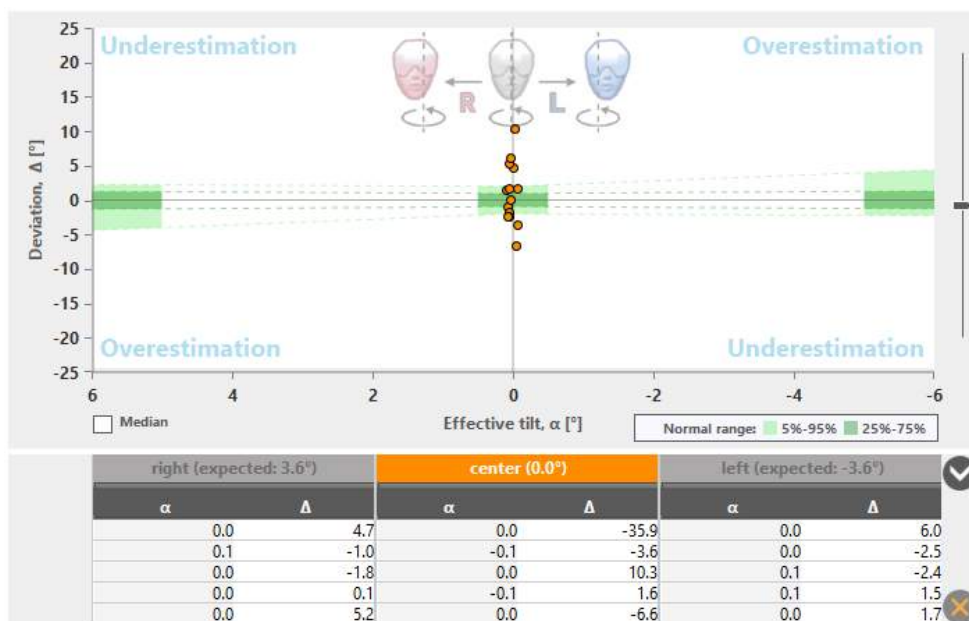 25
Underestimation
Overestimation
20
15
R L
10
5
0
-5
-10
-15
-20
Overestimation
Underestimation
-25
Deviation, Δ [°]
6 4 2 0 -2 -4 -6
Median
Effective tilt, α [°]
Normal range: 5%-95% 25%-75%
right (expected: 3.6°) center (0.0°) left (expected: -3.6°)
α Δ α Δ α Δ
0.0 4.7 0.0 -35.9 0.0 6.0
0.1 -1.0 -0.1 -3.6 0.0 -2.5
0.0 -1.8 0.0 10.3 0.1 -2.4
0.0 0.1 -0.1 1.6 0.1 1.5
0.0 5.2 0.0 -6.6 0.0 1.7